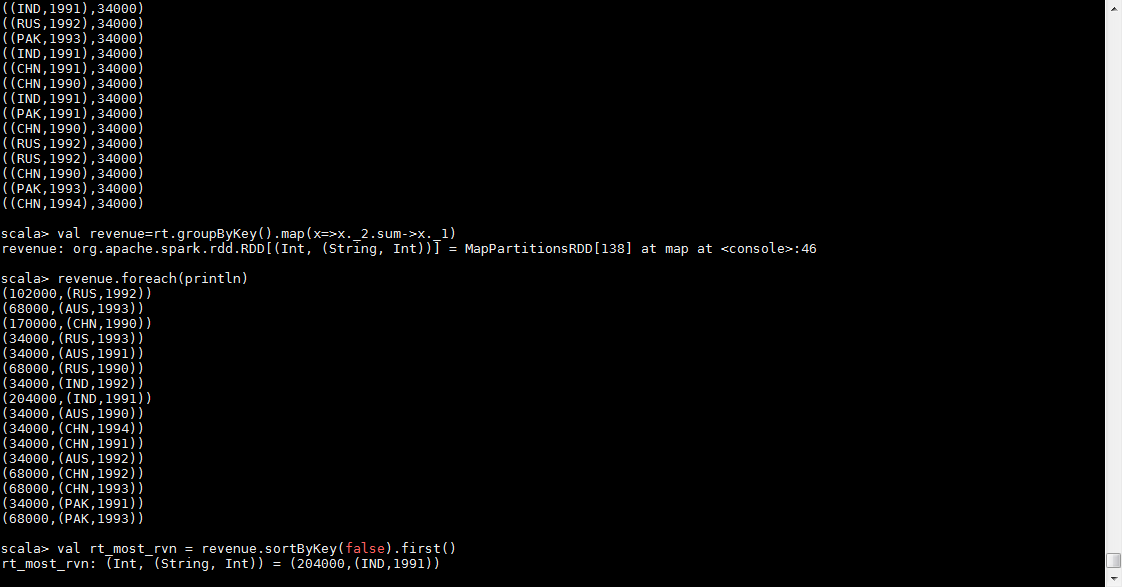 ((IND,1991),34000)
((RUS,1992),34000)
((PAK,1993),34000)
((IND,1991),34000)
((CHN,1991),34000)
((CHN,1990),34000)
((IND,1991),34000)
((PAK,1991),34000)
((CHN,1990),34000)
((RUS,1992),34000)
((RUS,1992),34000)
((CHN,1990),34000)
((PAK,1993),34000)
((CHN,1994),34000)
scala> val revenue=rt.groupByKey().map(x=>x._2.sum->x._1)
revenue: org.apache.spark.rdd.RDD[(Int, (String, Int))] = MapPartitionsRDD[138] at map at <console>:46
scala> revenue.foreach(println)
(102000,(RUS,1992))
(68000,(AUS,1993))
(170000,(CHN,1990))
(34000,(RUS,1993))
(34000,(AUS,1991))
(68000,(RUS,1990))
(34000,(IND,1992))
(204000,(IND,1991))
(34000,(AUS,1990))
(34000,(CHN,1994))
(34000,(CHN,1991))
(34000,(AUS,1992))
(68000,(CHN,1992))
(68000,(CHN,1993))
(34000,(PAK,1991))
(68000,(PAK,1993))
scala> val rt_most_rvn = revenue.sortByKey(false).first()
rt_most_rvn: (Int, (String, Int)) = (204000,(IND,1991))